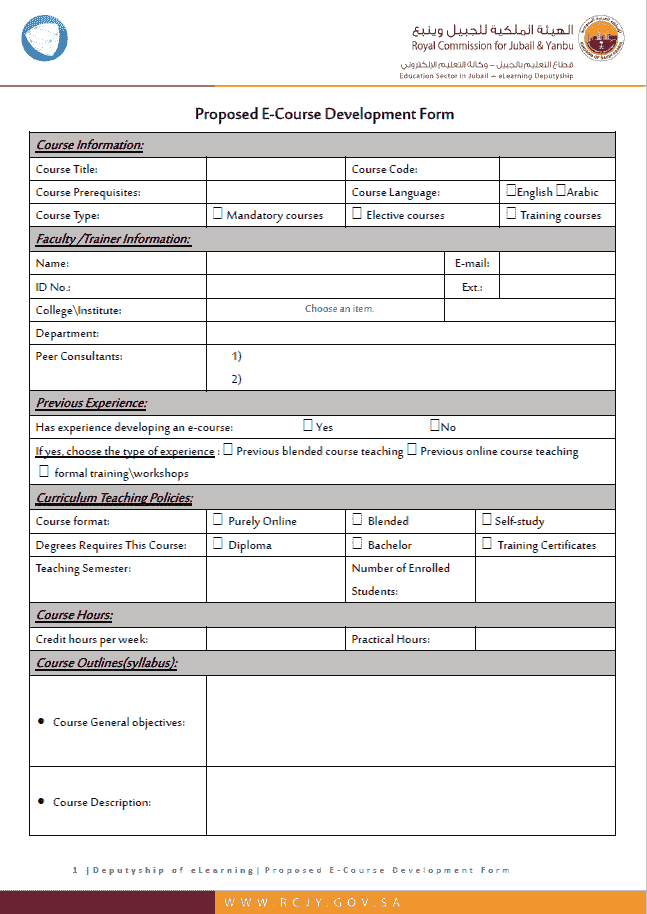 الهيئة الملكية للجبيل وينبع
Royal Commission for Jubail & Yanbu
قطاع التعليم بالجبيل – وكالة التعليم الإلكتروني
Education Sector in Jubail – eLearning Deputyship
Proposed E-Course Development Form
Course Information:
Course Title: Course Code:
Course Prerequisites: Course Language: ☐English ☐Arabic
Course Type: ☐ Mandatory courses ☐ Elective courses ☐ Training courses
Faculty /Trainer Information:
Name: E-mail:
ID No.: Ext.:
College\Institute: Choose an item.
Department:
Peer Consultants: 1)
2)
Previous Experience:
Has experience developing an e-course: ☐ Yes ☐No
If yes, choose the type of experience : ☐ Previous blended course teaching ☐ Previous online course teaching
☐ formal training\workshops
Curriculum Teaching Policies:
Course format: ☐ Purely Online ☐ Blended ☐ Self-study
Degrees Requires This Course: ☐ Diploma ☐ Bachelor ☐ Training Certificates
Teaching Semester: Number of Enrolled
Students:
Course Hours:
Credit hours per week: Practical Hours:
Course Outlines(syllabus):
• Course General objectives:
• Course Description:
1 |Deputyship of eLearning| Proposed E-Course Development Form
WWW.RCJY.GOV.SA